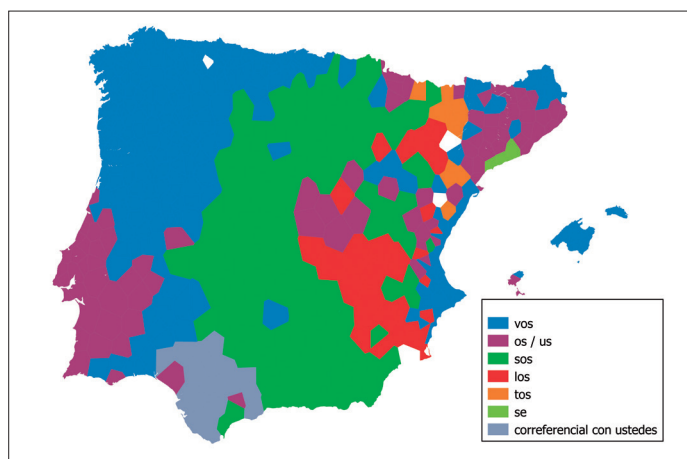 vos
os / us
sos
los
tos
se
correferencial con ustedes